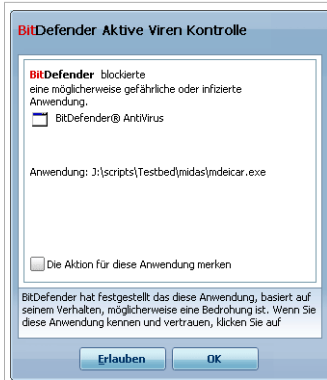 BitDefender Aktive Viren Kontrolle
BitDefender blockierte
eine möglicherweise gefährliche oder infizierte
Anwendung.
BitDefender® AntiVirus
Anwendung: J:\scripts\Testbed\midas\mdeicar.exe
Die Aktion für diese Anwendung merken
BitDefender hat festgestellt das diese Anwendung, basiert auf
seinem Verhalten, möglicherweise eine Bedrohung ist. Wenn Sie
diese Anwendung kennen und vertrauen, klicken Sie auf
Erlauben
OK